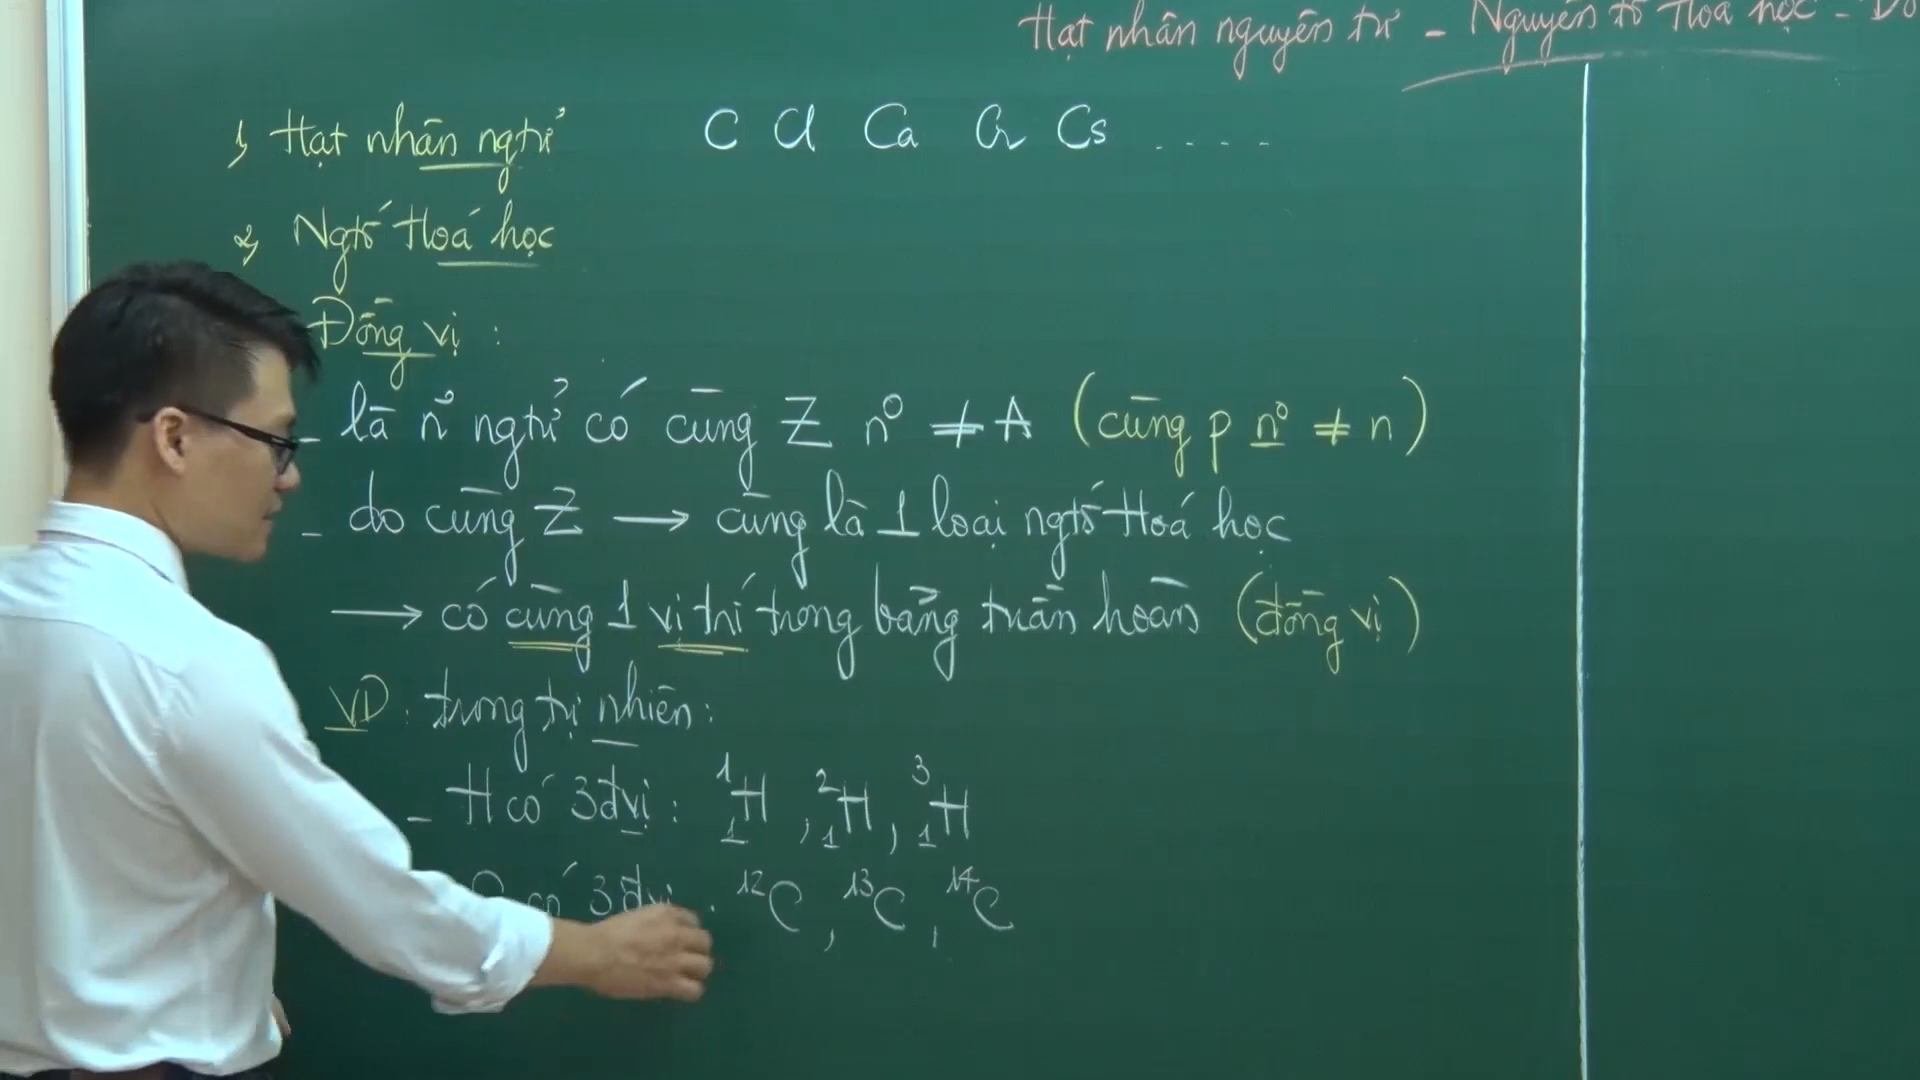 Hạt nhân nguyên tử - Nguyên tố Hoá học -
1, Hạt nhân ngtử C Cl Ca Cr Cs ....
2, Ngtố Hoá học
Đồng vị :
- là n~ ngtử có cùng Z n° ≠ A (cùng p n° ≠ n)
- do cùng Z → cùng là 1 loại ngtố Hoá học
→ có cùng 1 vị trí trong bảng tuần hoàn (đồng vị)
VD : trong tự nhiên :
- H có 3 đvị : ¹₁H , ²₁H , ³₁H
có 3 đvị : ¹²C , ¹³C , ¹⁴C